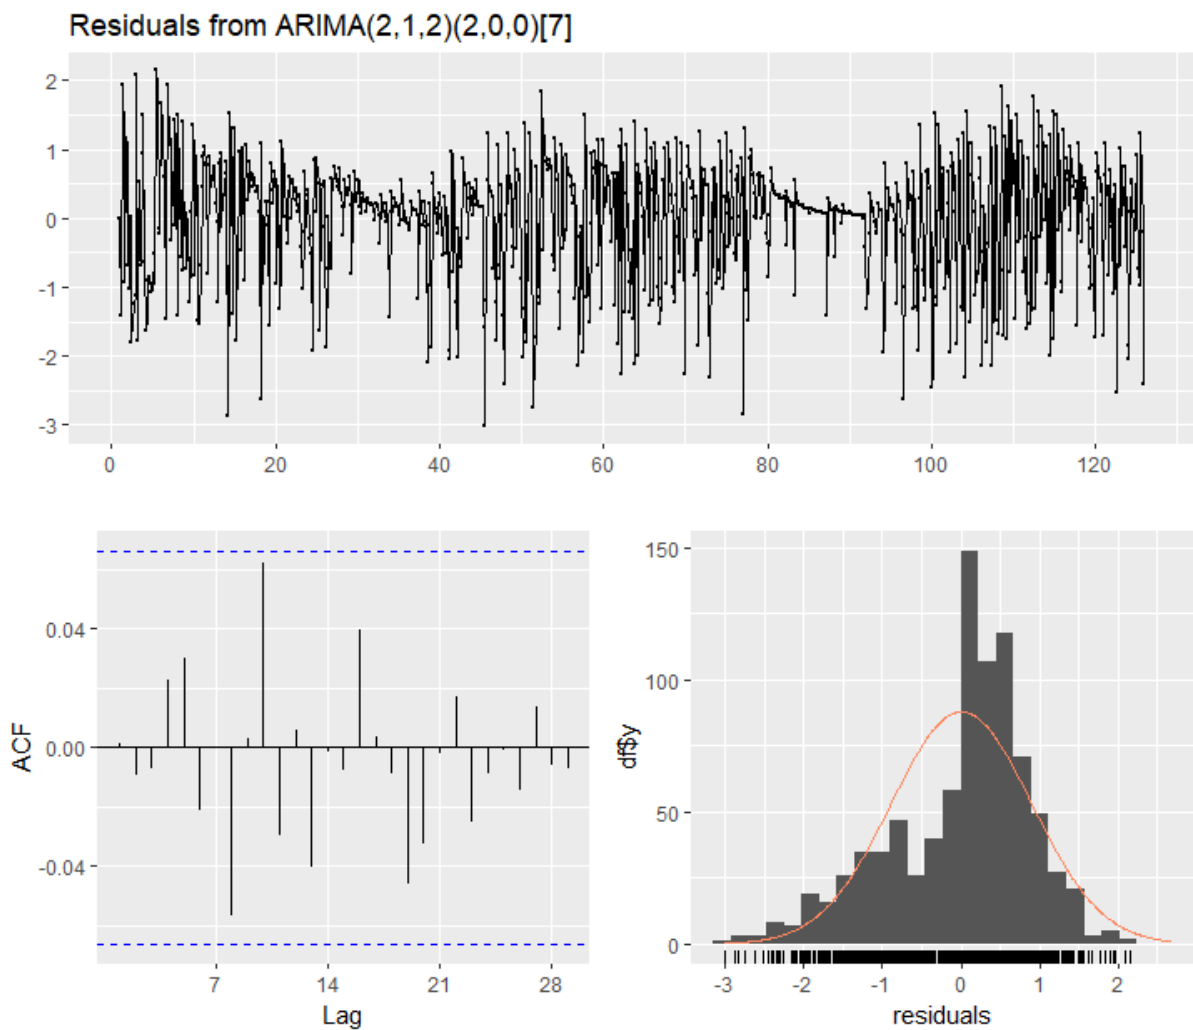 Residuals from ARIMA(2,1,2)(2,0,0)[7]
2
1
0
-1
-2
-3
0 20 40 60 80 100 120
ACF
0.04
0.00
-0.04
7 14 21 28
Lag
df$y
150
100
50
0
-3 -2 -1 0 1 2
residuals